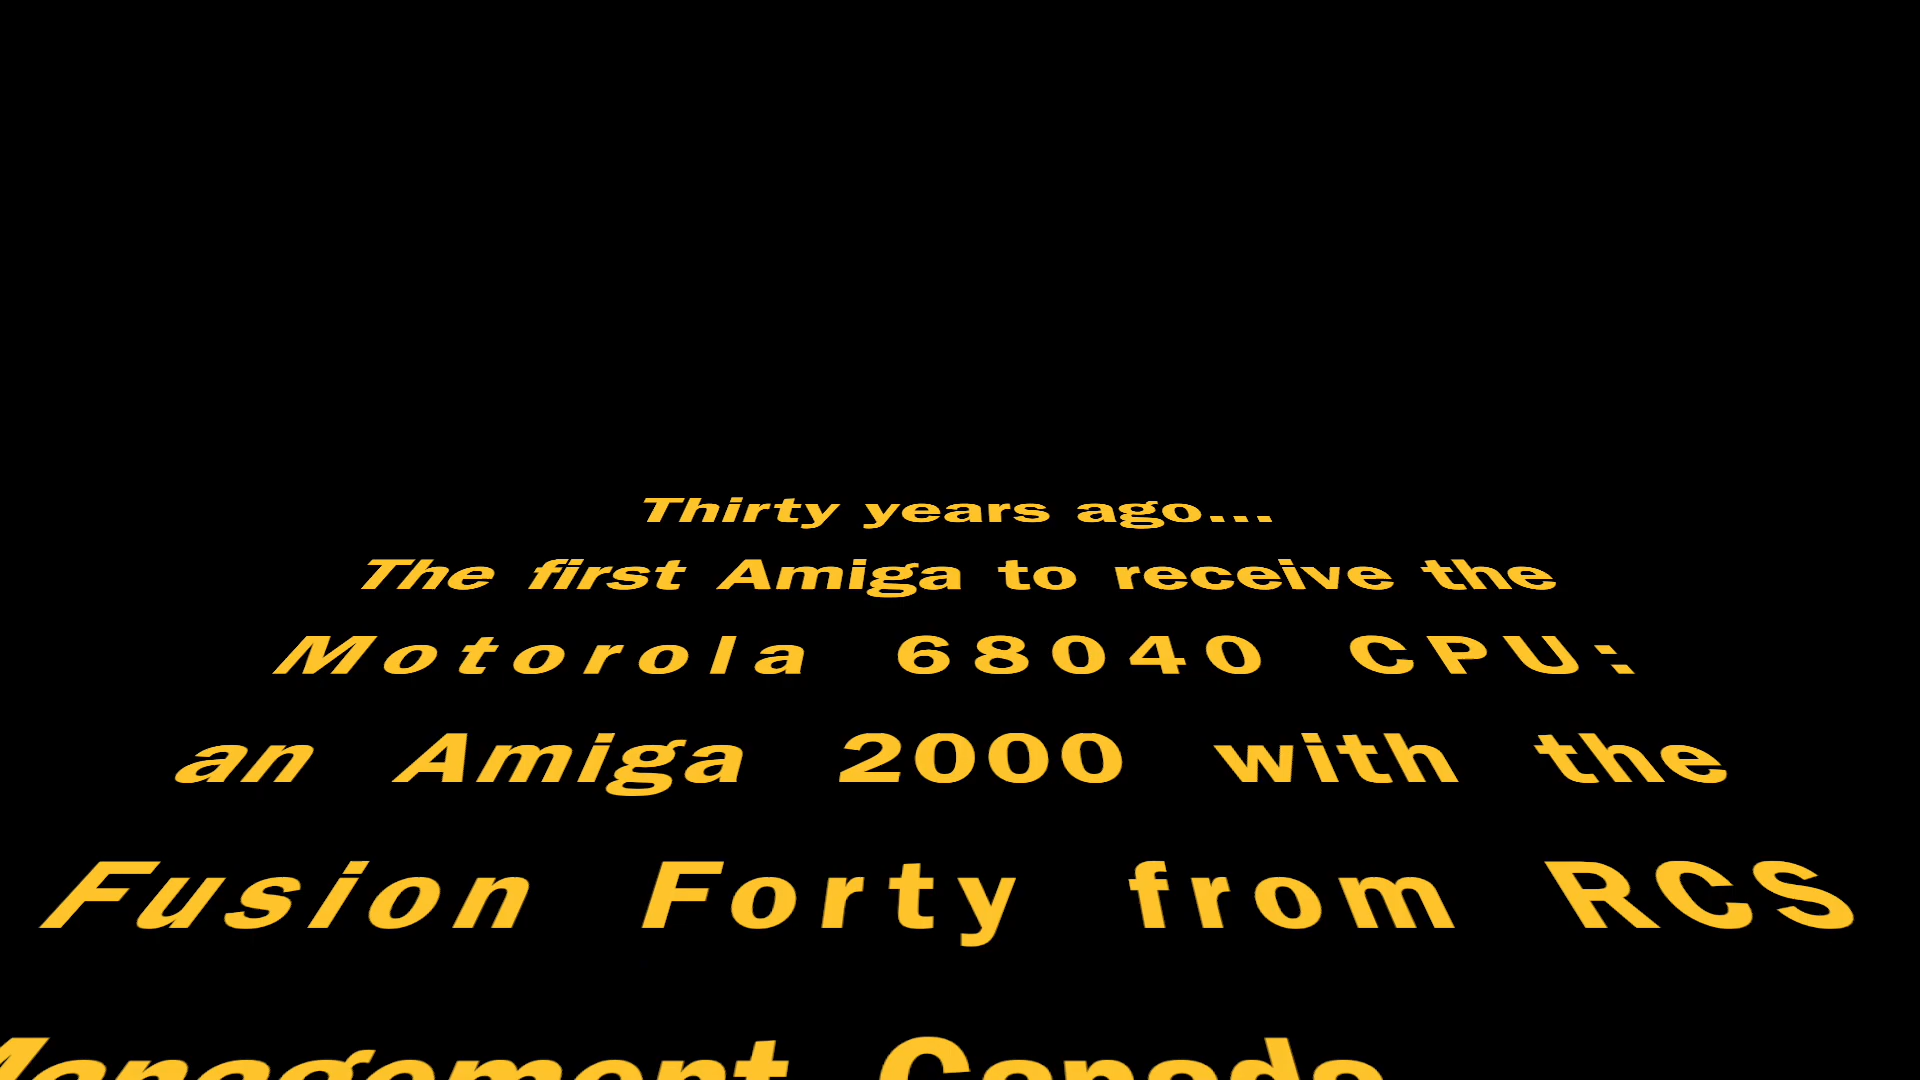 Thirty years ago...
The first Amiga to receive the
Motorola 68040 CPU:
an Amiga 2000 with the
Fusion Forty from RCS
Management Canada